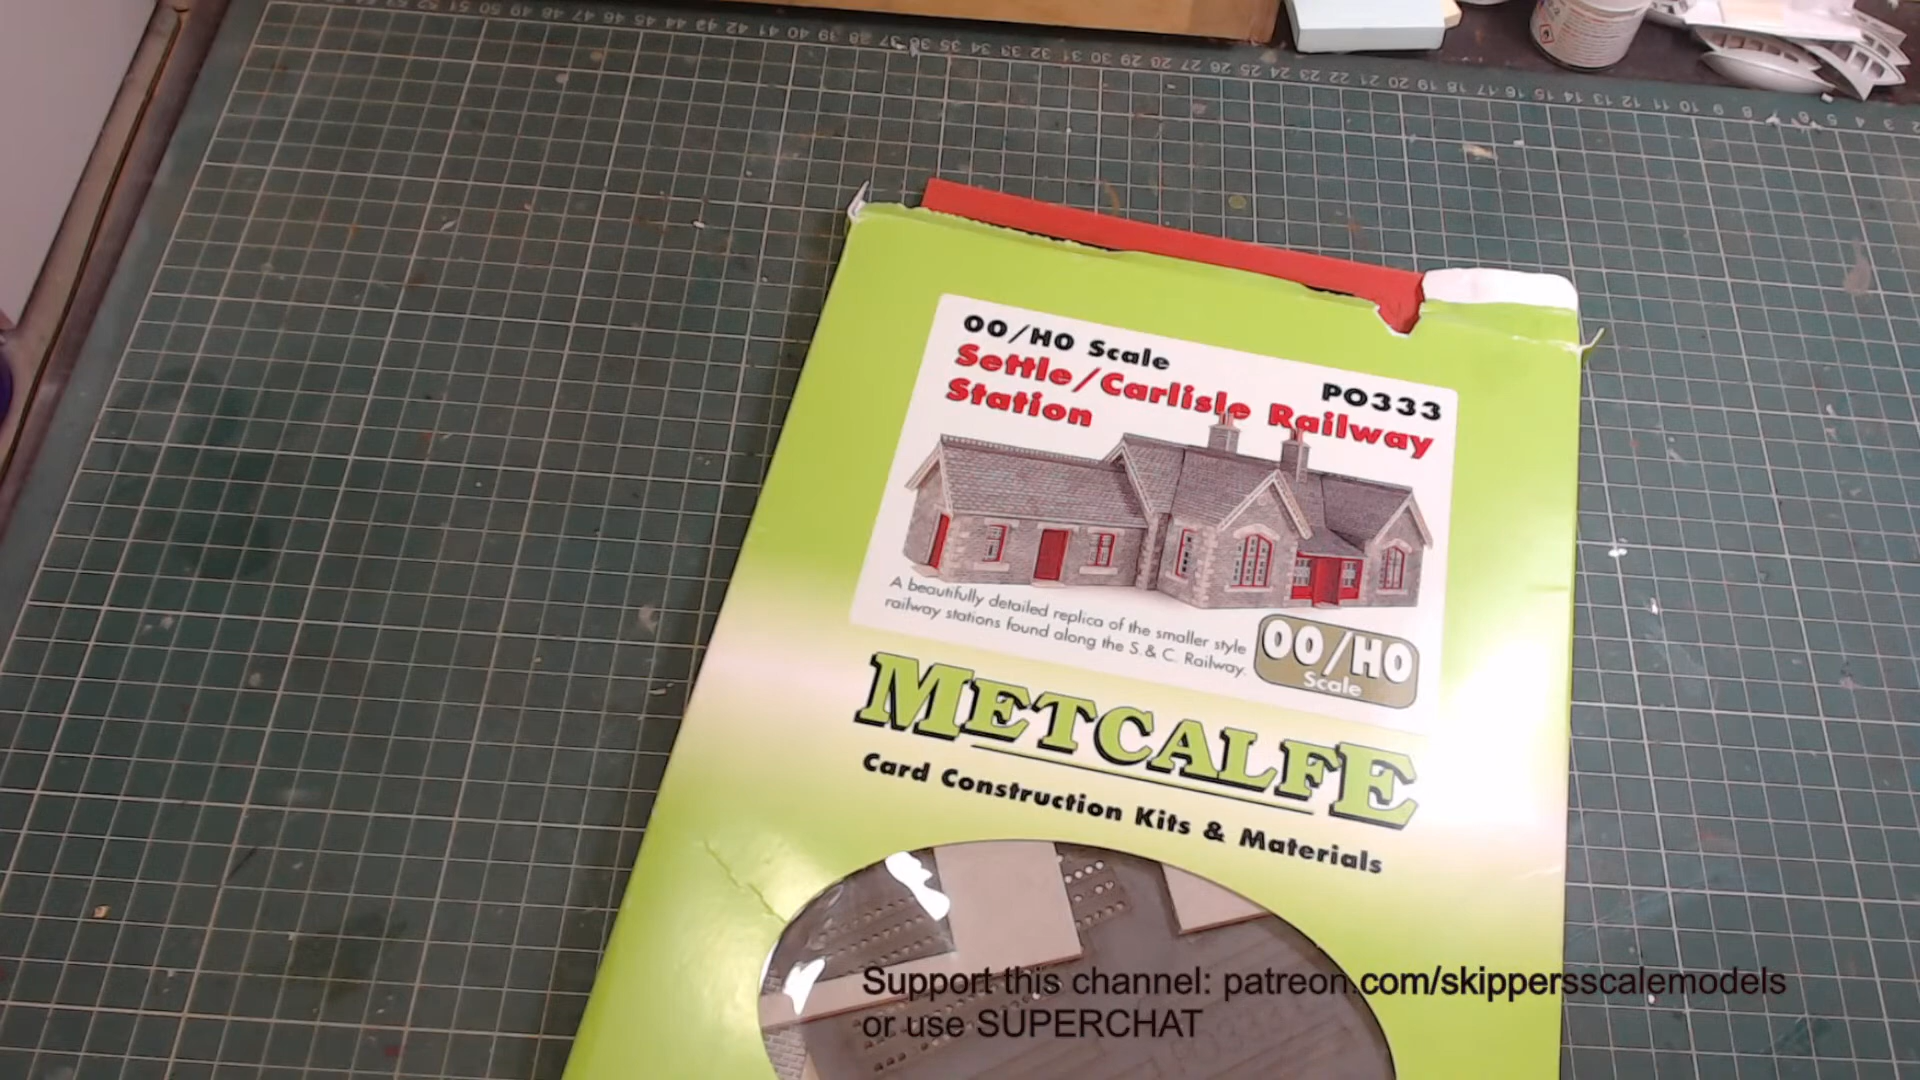 OO/HO Scale
Settle/Carlisle Railway
Station
PO333
A beautifully detailed replica of the smaller style
railway stations found along the S.& C. Railway.
OO/HO
Scale
METCALFE
Card Construction Kits & Materials
Support this channel: patreon.com/skippersscalemodels
or use SUPERCHAT